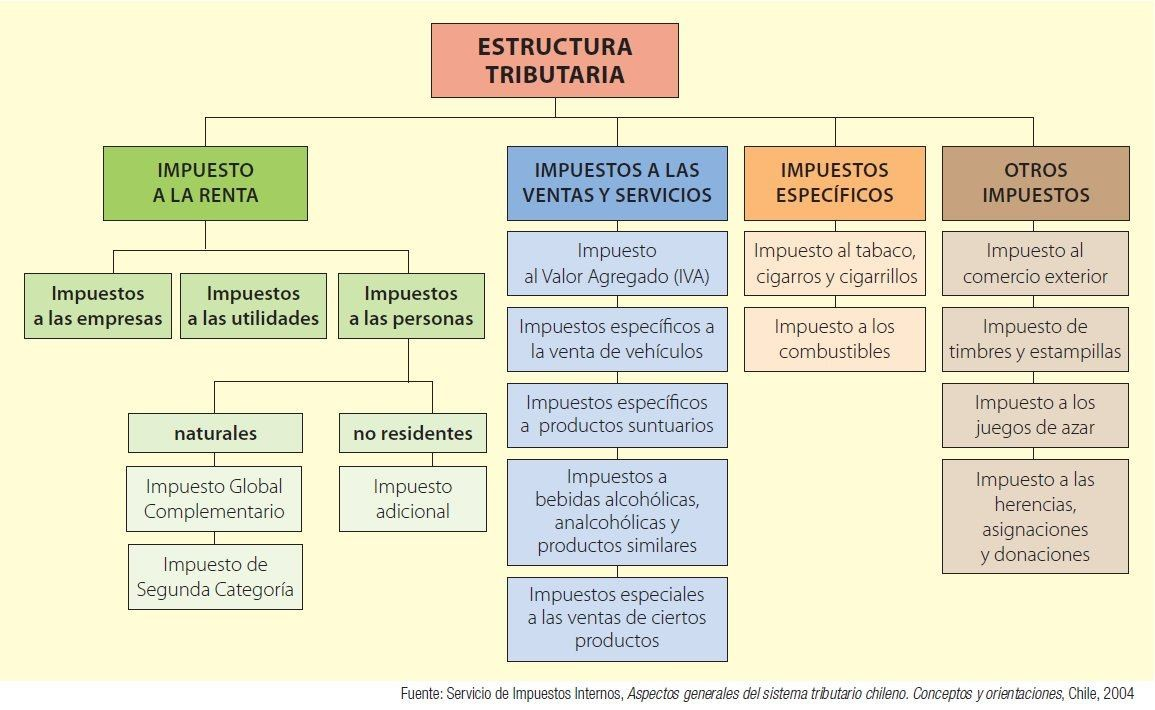 ESTRUCTURA
TRIBUTARIA
IMPUESTO
A LA RENTA
Impuestos
a las empresas
Impuestos
a las utilidades
Impuestos
a las personas
naturales
Impuesto Global
Complementario
Impuesto de
Segunda Categoría
no residentes
Impuesto
adicional
IMPUESTOS A LAS
VENTAS Y SERVICIOS
Impuesto
al Valor Agregado (IVA)
Impuestos específicos a
la venta de vehículos
Impuestos específicos
a productos suntuarios
Impuestos a
bebidas alcohólicas,
analcohólicas y
productos similares
Impuestos especiales
a las ventas de ciertos
productos
IMPUESTOS
ESPECÍFICOS
Impuesto al tabaco,
cigarros y cigarrillos
Impuesto a los
combustibles
OTROS
IMPUESTOS
Impuesto al
comercio exterior
Impuesto de
timbres y estampillas
Impuesto a los
juegos de azar
Impuesto a las
herencias,
asignaciones
y donaciones
Fuente: Servicio de Impuestos Internos, Aspectos generales del sistema tributario chileno. Conceptos y orientaciones, Chile, 2004